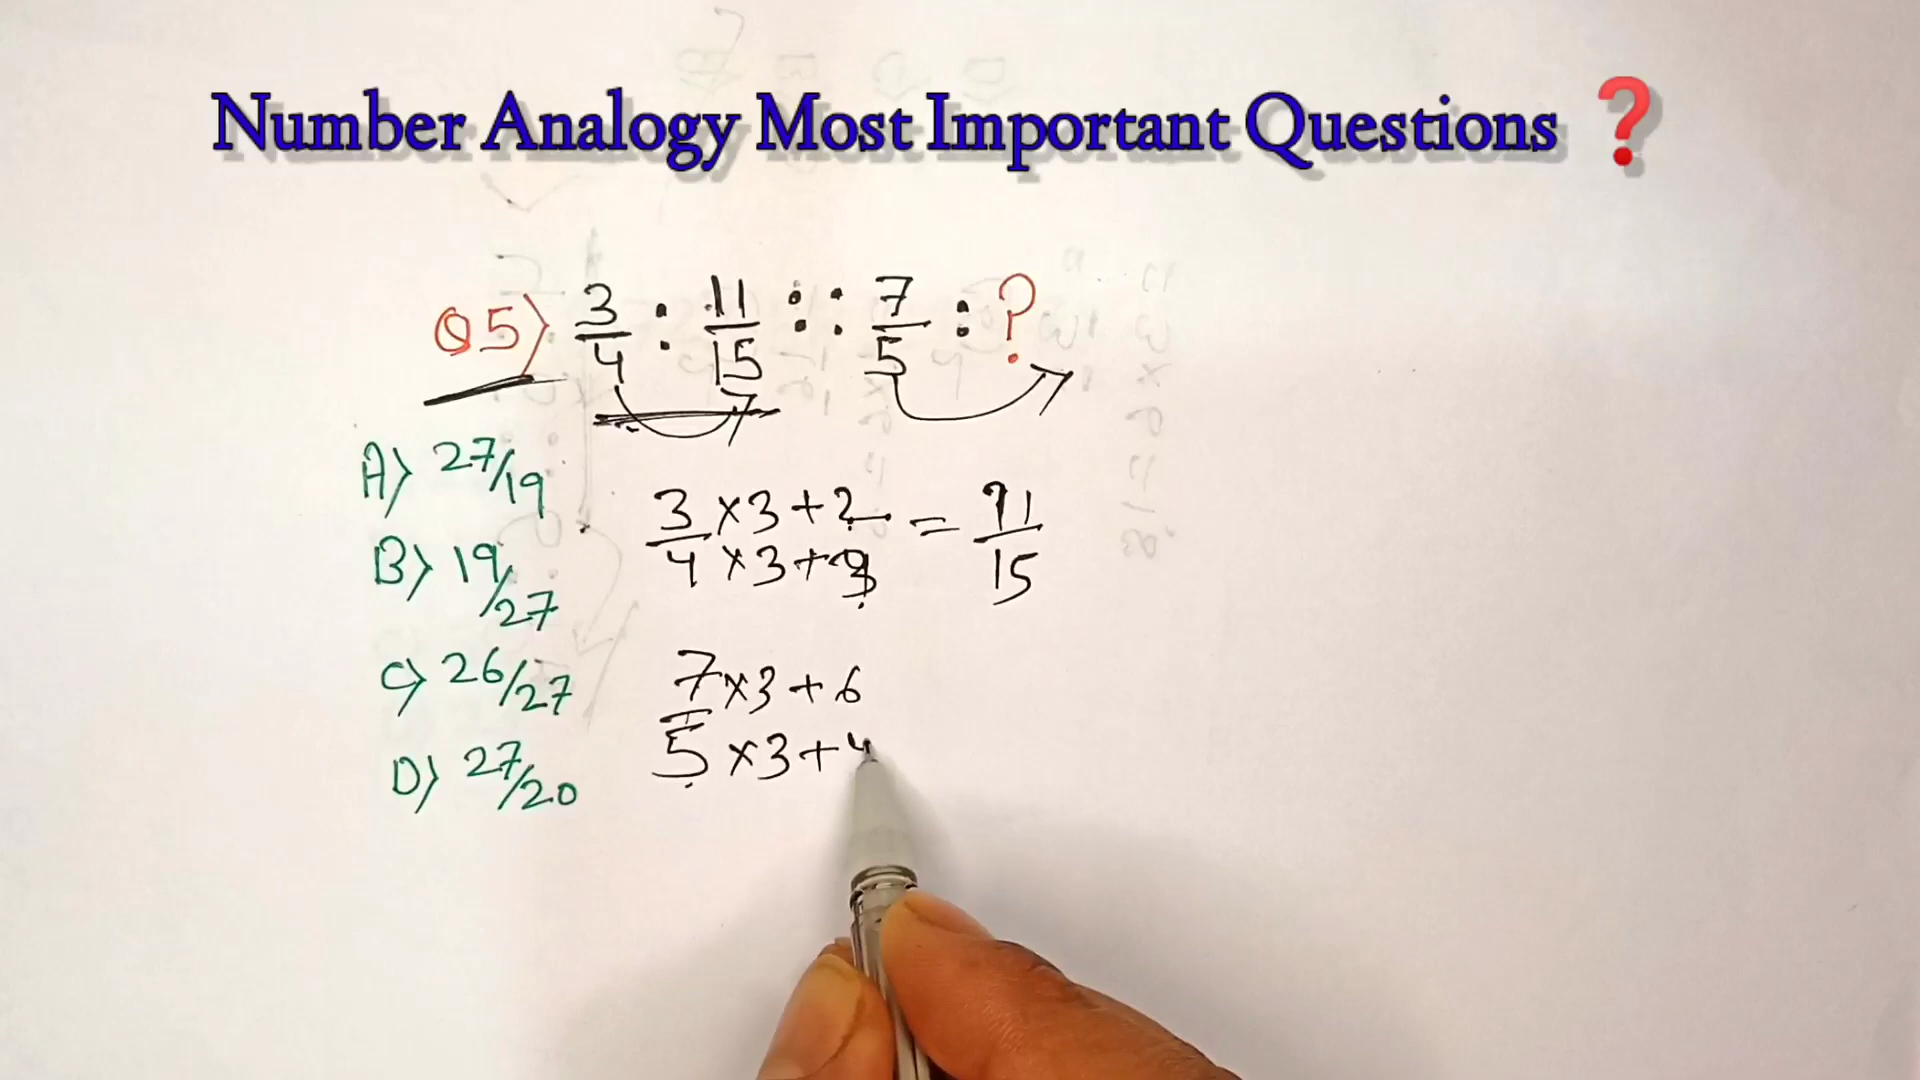 Number Analogy Most Important Questions ❓
Q5) 3/4 : 11/15 :: 7/5 : ?
A) 27/19
B) 19/27
C) 26/27
D) 27/20
3×3+2 / 4×3+3 = 11/15
7×3+6
5×3+4